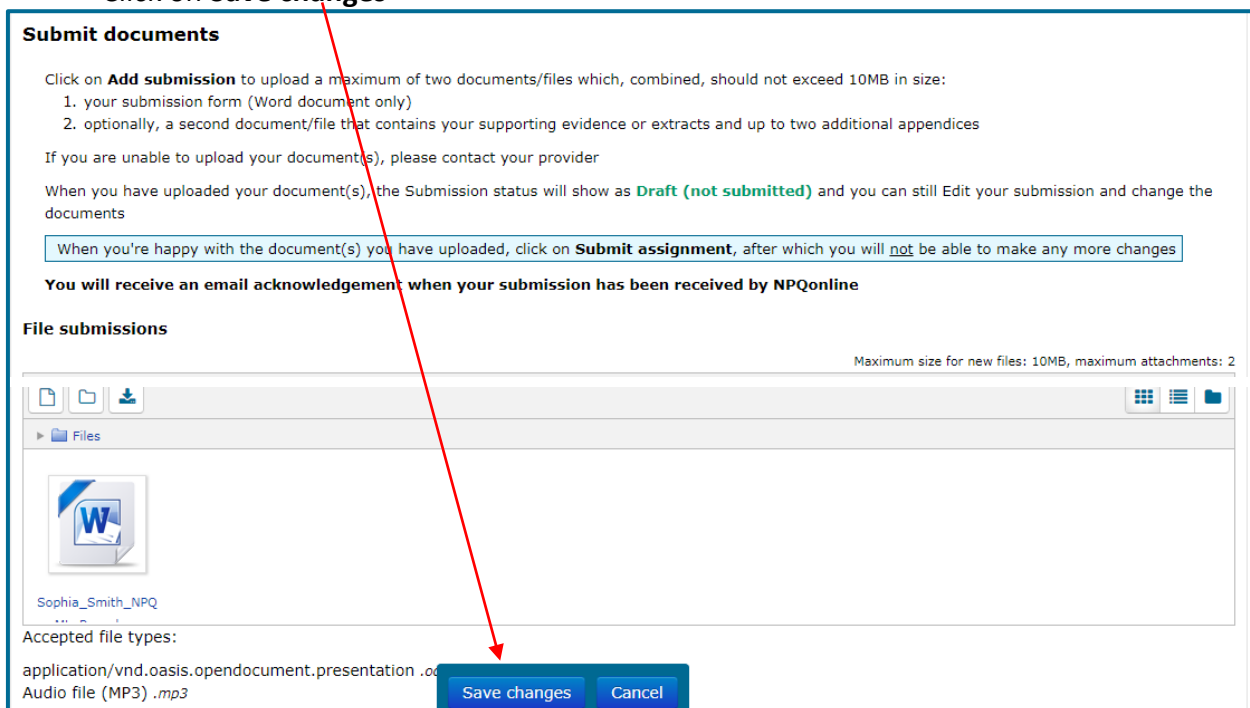 Click on Save changes
Submit documents
Click on Add submission to upload a maximum of two documents/files which, combined, should not exceed 10MB in size:
1. your submission form (Word document only)
2. optionally, a second document/file that contains your supporting evidence or extracts and up to two additional appendices
If you are unable to upload your document(s), please contact your provider
When you have uploaded your document(s), the Submission status will show as Draft (not submitted) and you can still Edit your submission and change the
documents
When you're happy with the document(s) you have uploaded, click on Submit assignment, after which you will not be able to make any more changes
You will receive an email acknowledgement when your submission has been received by NPQonline
File submissions
Maximum size for new files: 10MB, maximum attachments: 2
Files
W
Sophia_Smith_NPQ
Accepted file types:
application/vnd.oasis.opendocument.presentation
Audio file (MP3) .mp3
Save changes Cancel